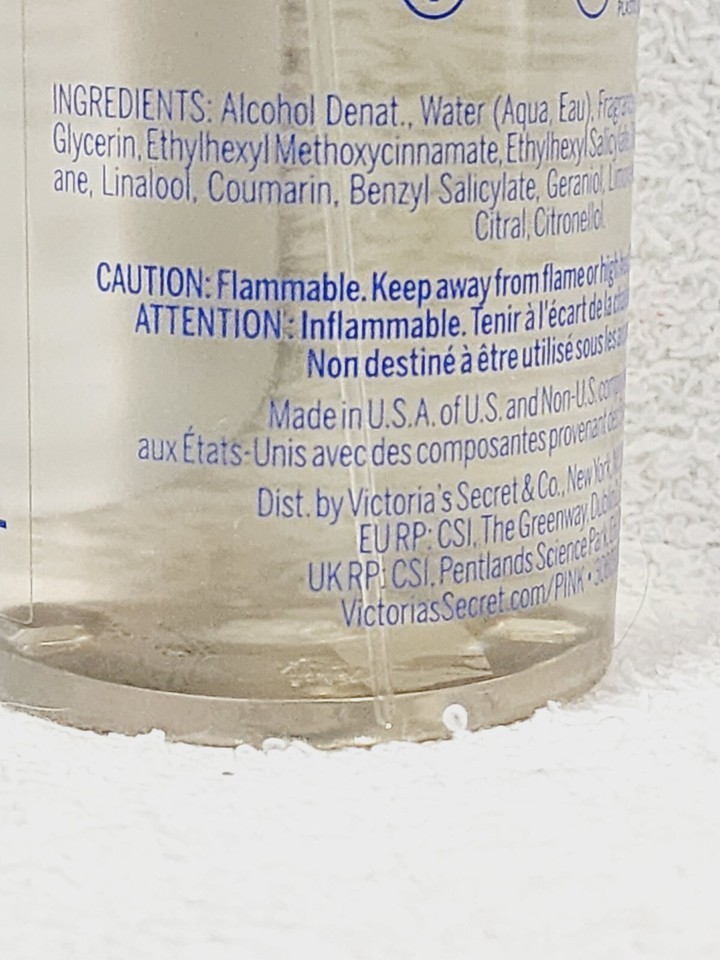 INGREDIENTS: Alcohol Denat., Water (Aqua, Eau),
Glycerin, Ethylhexyl Methoxycinnamate, Ethylhexyl
ane, Linalool, Coumarin, Benzyl Salicylate, Geraniol,
Citral, Citronellol.
CAUTION: Flammable. Keep away from flame or high
ATTENTION : Inflammable. Tenir à l'écart de la
Non destiné à être utilisé sous les
Made in U.S.A. of U.S. and Non-U.S.
aux États-Unis avec des composantes provenant
Dist. by Victoria's Secret & Co., New York,
EU RP: CSI, The Greenway, Dublin
UK RP: CSI, Pentlands Science Park,
VictoriasSecret.com/PINK •